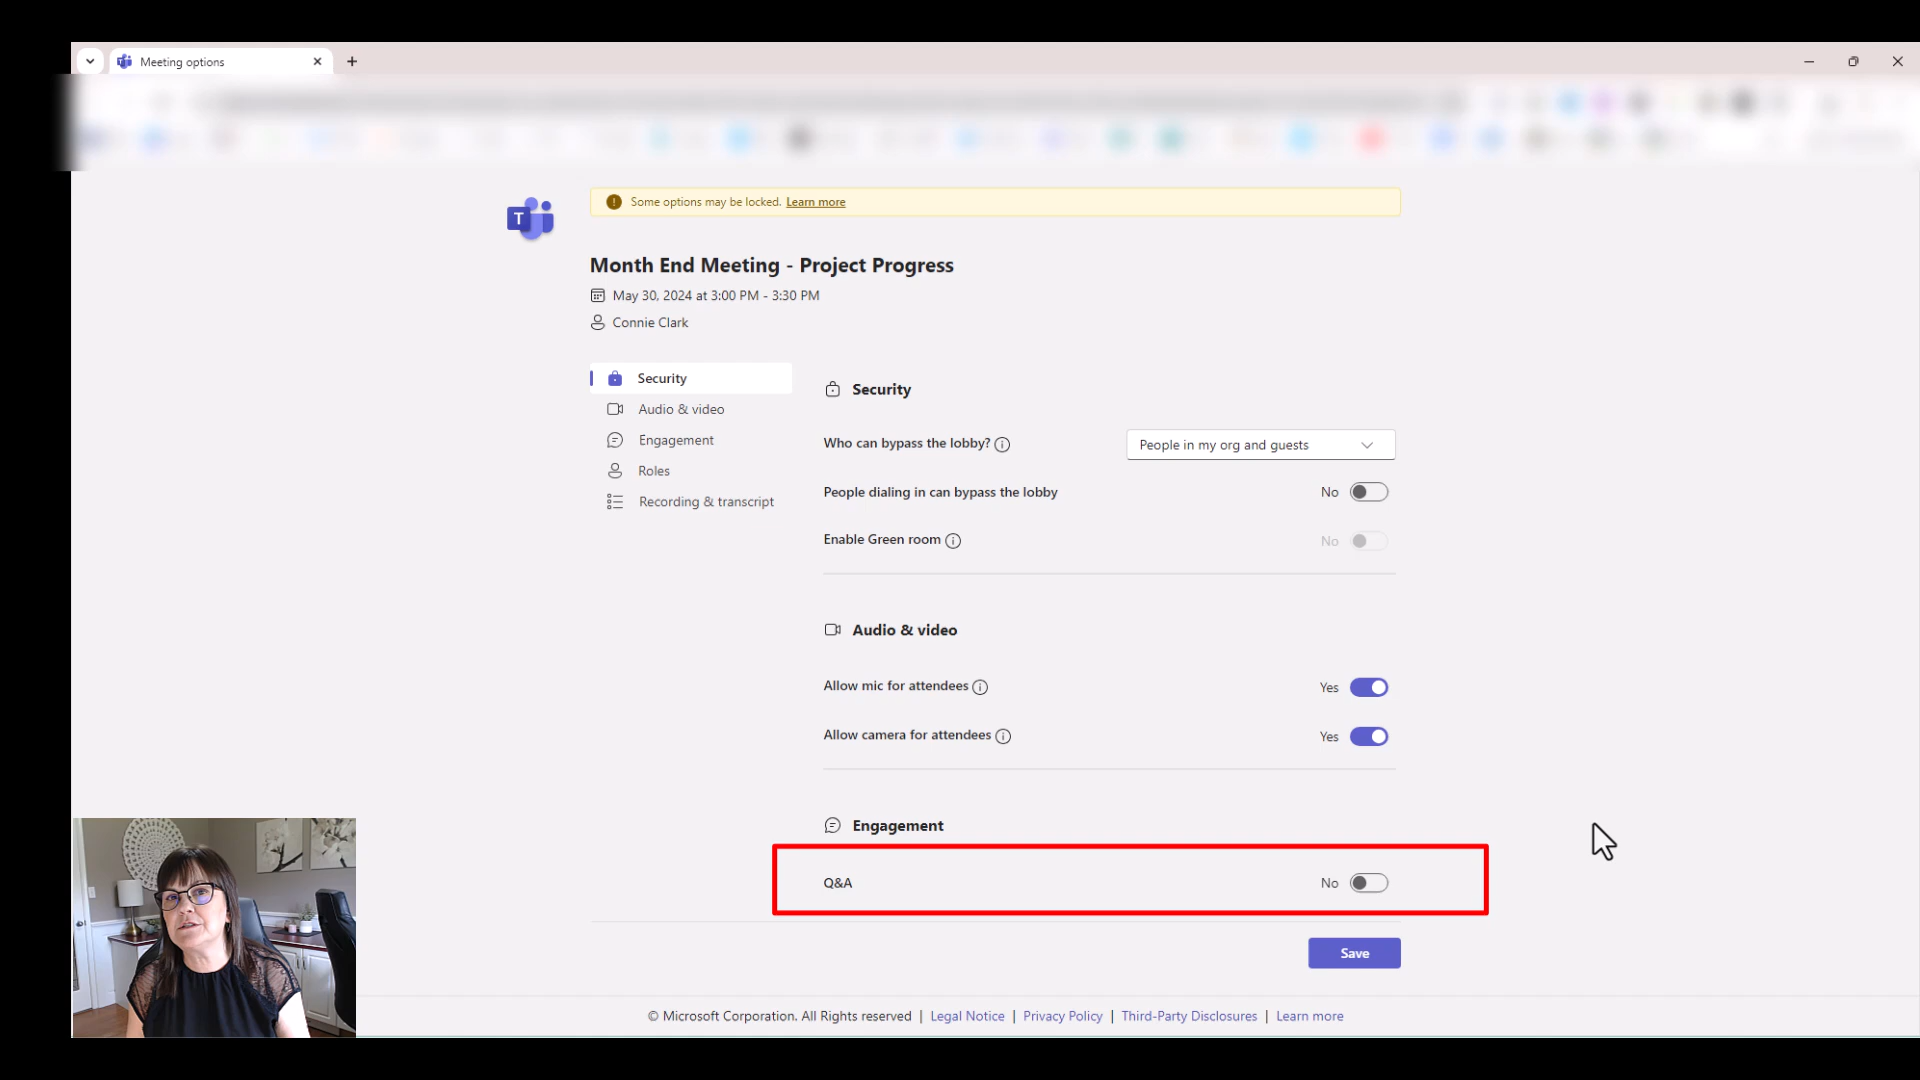 Meeting options
Some options may be locked. Learn more
T
Month End Meeting - Project Progress
May 30, 2024 at 3:00 PM - 3:30 PM
Connie Clark
Security
Audio & video
Engagement
Roles
Recording & transcript
Security
Who can bypass the lobby?
People in my org and guests
People dialing in can bypass the lobby
No
Enable Green room
No
Audio & video
Allow mic for attendees
Yes
Allow camera for attendees
Yes
Engagement
Q&A
No
Save
© Microsoft Corporation. All Rights reserved | Legal Notice | Privacy Policy | Third-Party Disclosures | Learn more